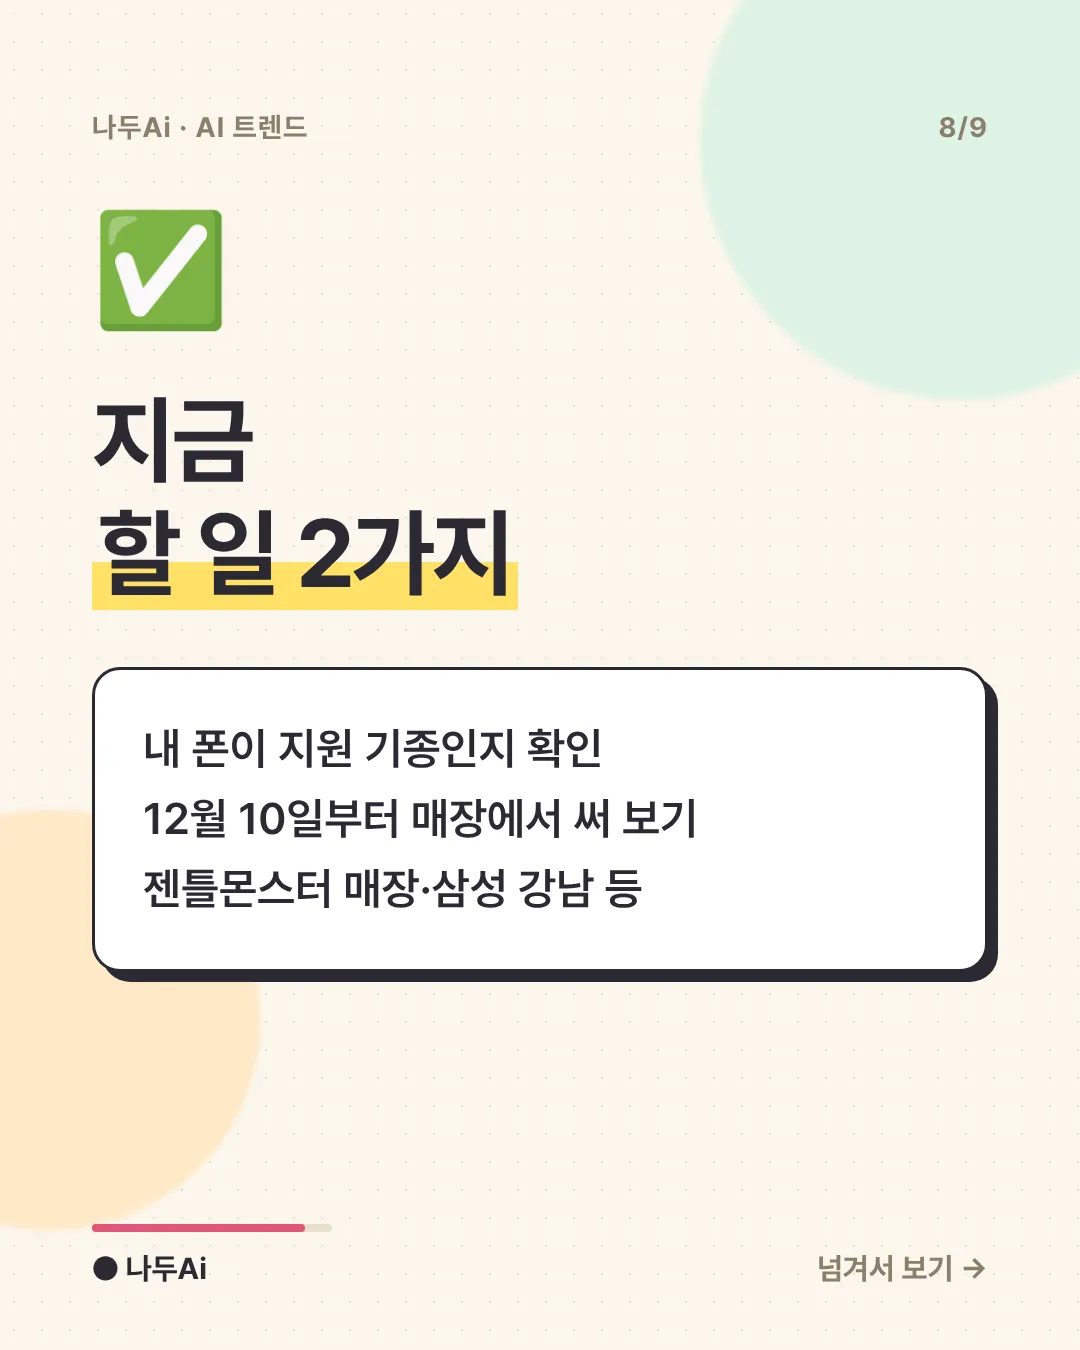 나두Ai · AI 트렌드
8/9
✅
지금
할 일 2가지
내 폰이 지원 기종인지 확인
12월 10일부터 매장에서 써 보기
젠틀몬스터 매장·삼성 강남 등
● 나두Ai
넘겨서 보기 →